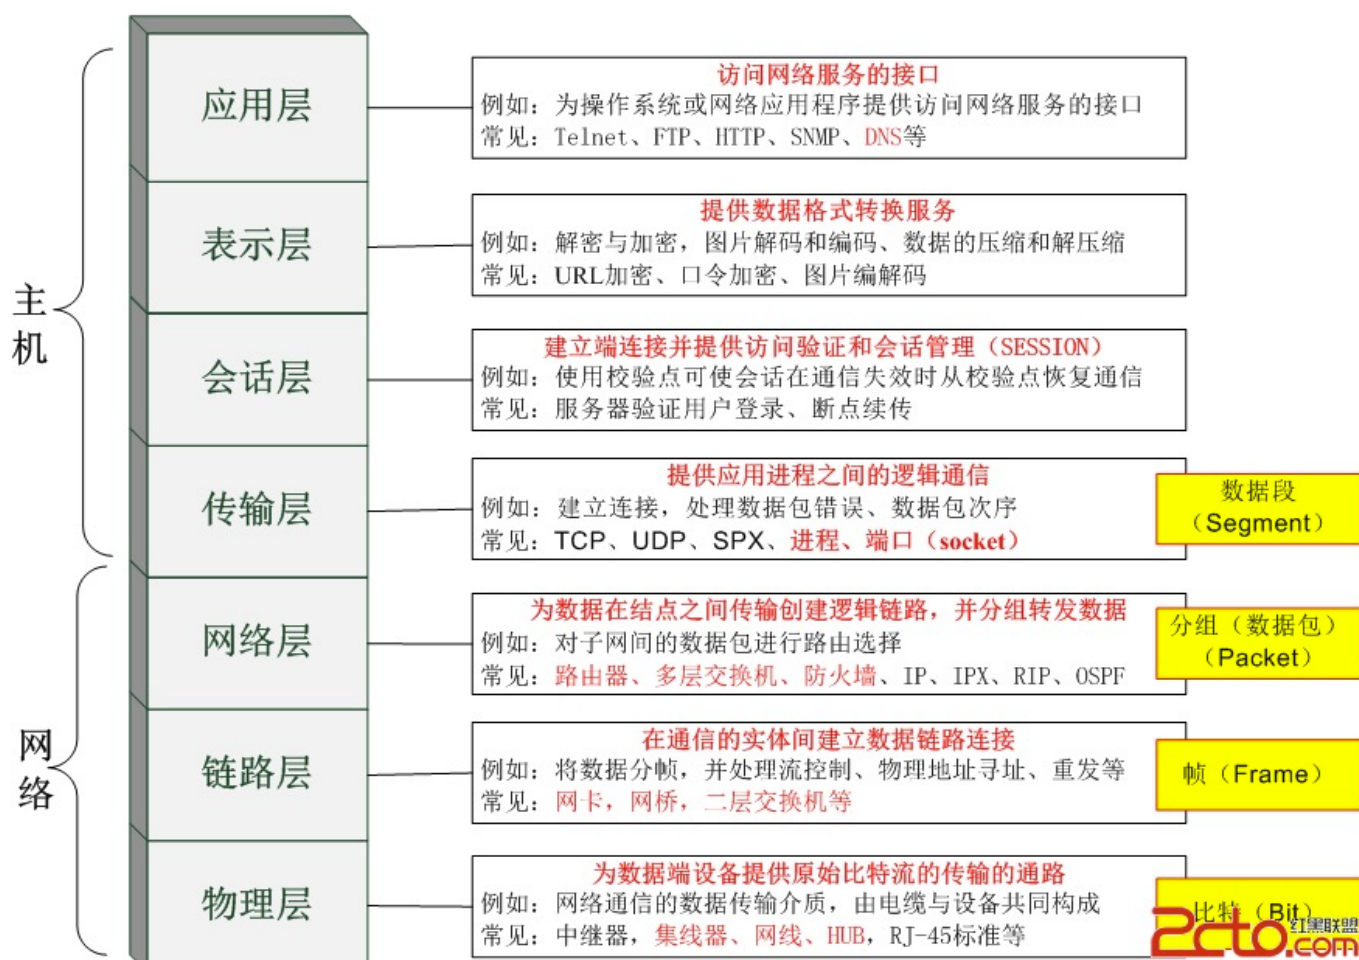 主机
网络
应用层
访问网络服务的接口
例如：为操作系统或网络应用程序提供访问网络服务的接口
常见：Telnet、FTP、HTTP、SNMP、DNS等
表示层
提供数据格式转换服务
例如：解密与加密，图片解码和编码、数据的压缩和解压缩
常见：URL加密、口令加密、图片编解码
会话层
建立端连接并提供访问验证和会话管理（SESSION）
例如：使用校验点可使会话在通信失效时从校验点恢复通信
常见：服务器验证用户登录、断点续传
传输层
提供应用进程之间的逻辑通信
例如：建立连接，处理数据包错误、数据包次序
常见：TCP、UDP、SPX、进程、端口（socket）
数据段
（Segment）
网络层
为数据在结点之间传输创建逻辑链路，并分组转发数据
例如：对子网间的数据包进行路由选择
常见：路由器、多层交换机、防火墙、IP、IPX、RIP、OSPF
分组（数据包）
（Packet）
链路层
在通信的实体间建立数据链路连接
例如：将数据分帧，并处理流控制、物理地址寻址、重发等
常见：网卡，网桥，二层交换机等
帧（Frame）
物理层
为数据端设备提供原始比特流的传输的通路
例如：网络通信的数据传输介质，由电缆与设备共同构成
常见：中继器，集线器、网线、HUB，RJ-45标准等
比特（Bit）
2cto.com
红黑联盟